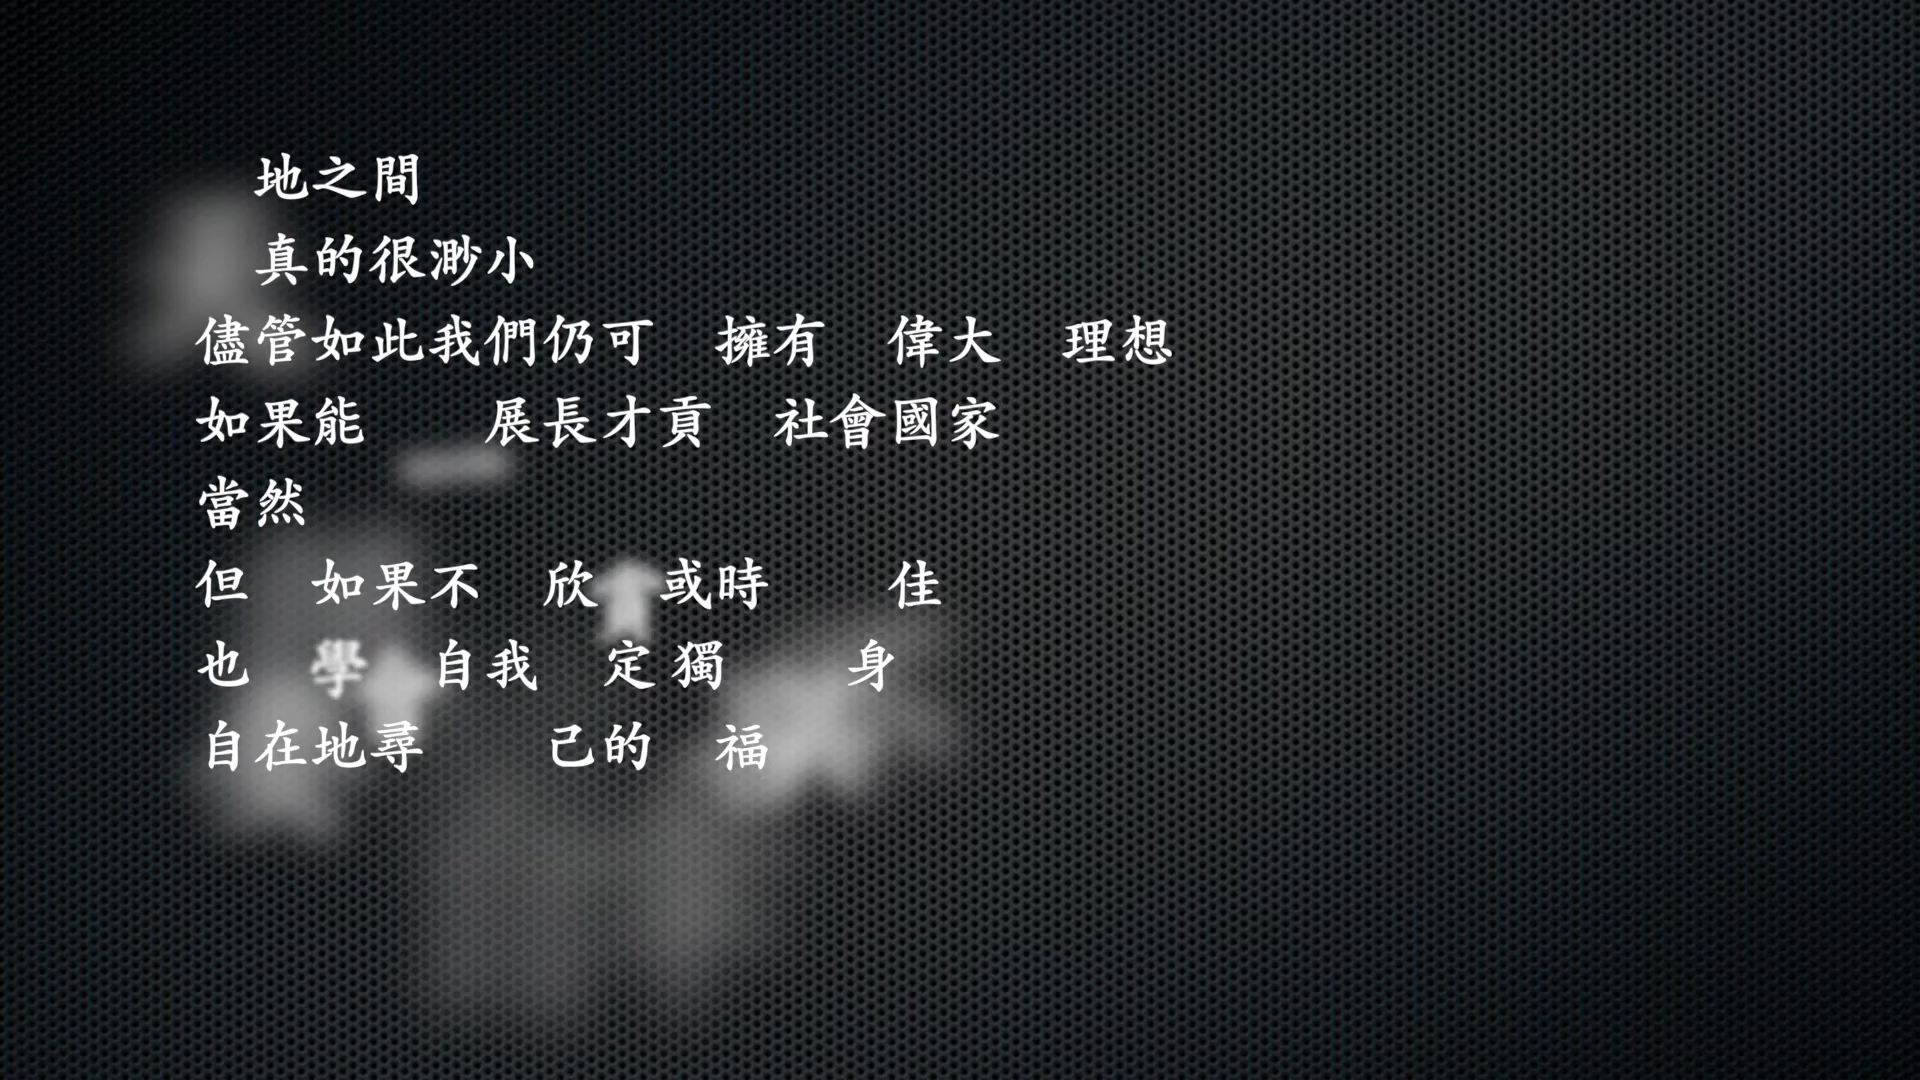 地之間
真的很渺小
儘管如此我們仍可 擁有 偉大 理想
如果能 展長才貢 社會國家
當然
但 如果不 欣 或時 佳
也 學 自我 定 獨 身
自在地尋 己的 福